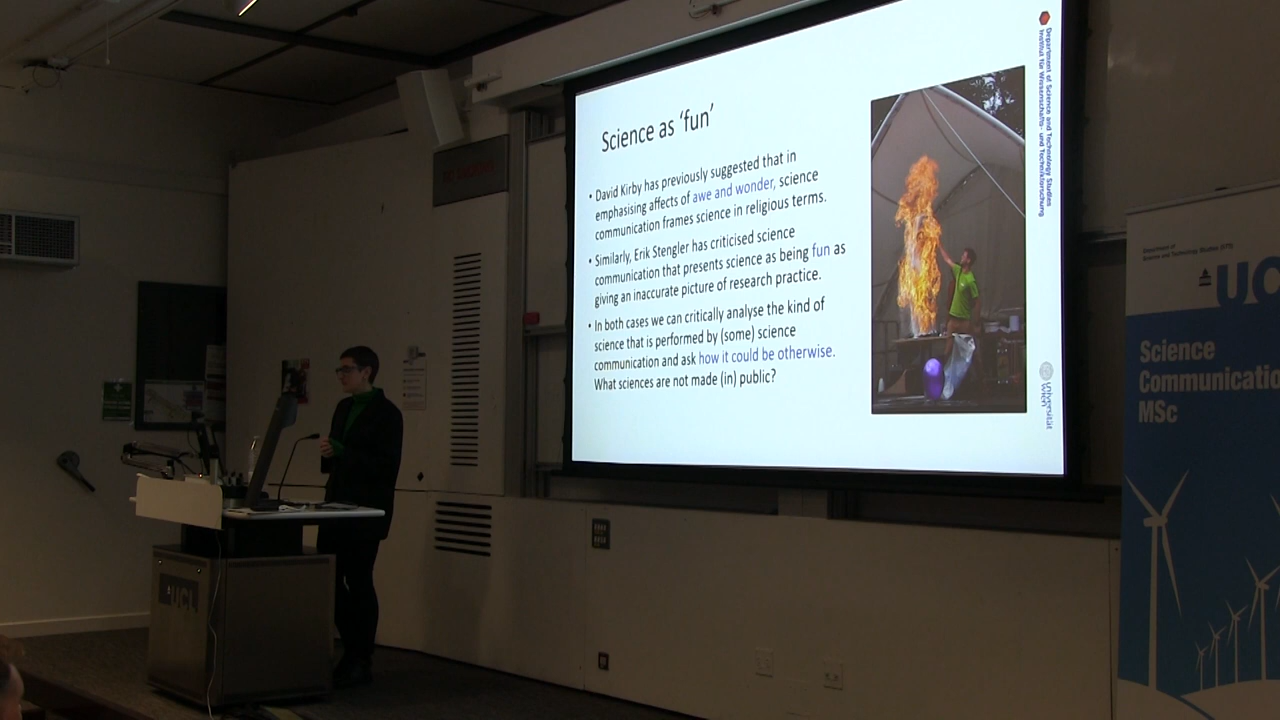 Science as 'fun'
• David Kirby has previously suggested that in
emphasising affects of awe and wonder, science
communication frames science in religious terms.
• Similarly, Erik Stengler has criticised science
communication that presents science as being fun as
giving an inaccurate picture of research practice.
• In both cases we can critically analyse the kind of
science that is performed by (some) science
communication and ask how it could be otherwise.
What sciences are not made (in) public?
Department of Science and Technology Studies
Institut für Wissenschafts- und Technikforschung
universität
wien
Department of
Science and Technology Studies (STS)
UC
Science
Communicatio
MSc
UCL